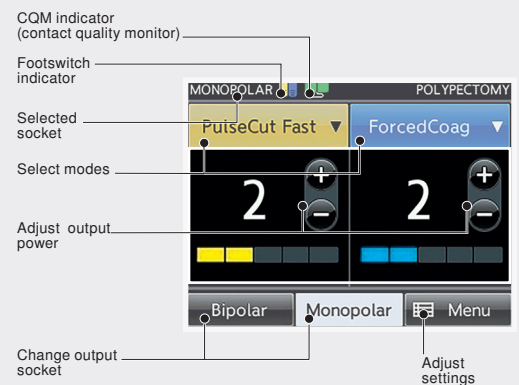 CQM indicator
(contact quality monitor)
Footswitch
indicator
MONOPOLAR POLYPECTOMY
Selected
socket
PulseCut Fast ▼ ForcedCoag ▼
Select modes
2 + 2 +
Adjust output
power
− −
Bipolar Monopolar Menu
Change output
socket
Adjust
settings